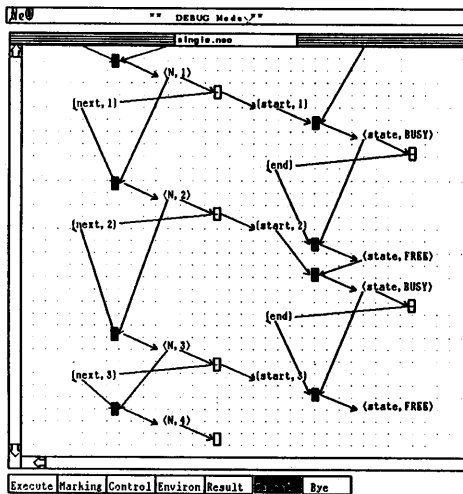 NeO
** DEBUG Mode **
single.neo
(N,1)
{next,1)
{start,1)
(state,BUSY)
{end)
(N,2)
{next,2)
{start,2)
(state,FREE)
(state,BUSY)
{end)
(N,3)
{next,3)
{start,3)
(state,FREE)
(N,4)
Execute Marking Control Environ Result Bye